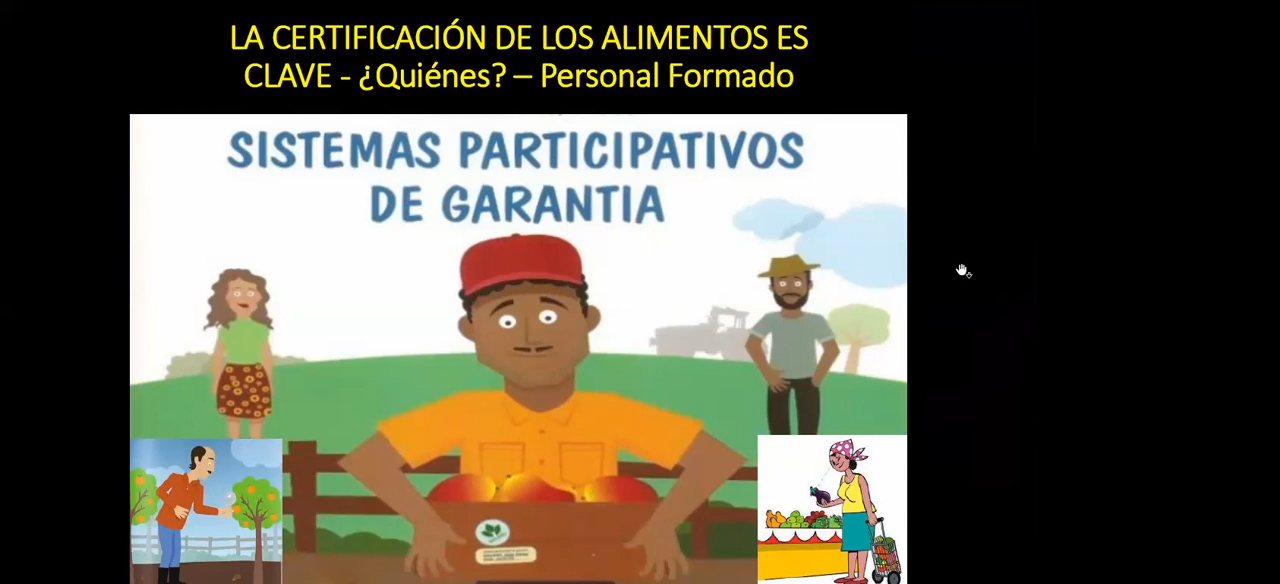 LA CERTIFICACIÓN DE LOS ALIMENTOS ES
CLAVE - ¿Quiénes? – Personal Formado
SISTEMAS PARTICIPATIVOS
DE GARANTIA